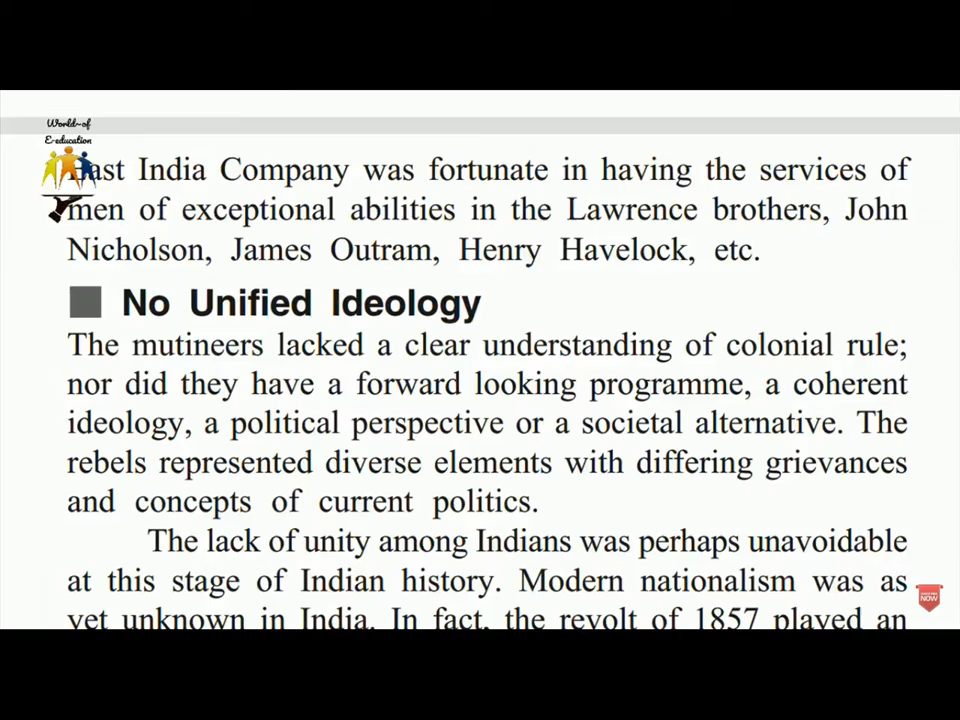 World~of
E-education
East India Company was fortunate in having the services of
men of exceptional abilities in the Lawrence brothers, John
Nicholson, James Outram, Henry Havelock, etc.
No Unified Ideology
The mutineers lacked a clear understanding of colonial rule;
nor did they have a forward looking programme, a coherent
ideology, a political perspective or a societal alternative. The
rebels represented diverse elements with differing grievances
and concepts of current politics.
The lack of unity among Indians was perhaps unavoidable
at this stage of Indian history. Modern nationalism was as
yet unknown in India. In fact, the revolt of 1857 played an
NOW